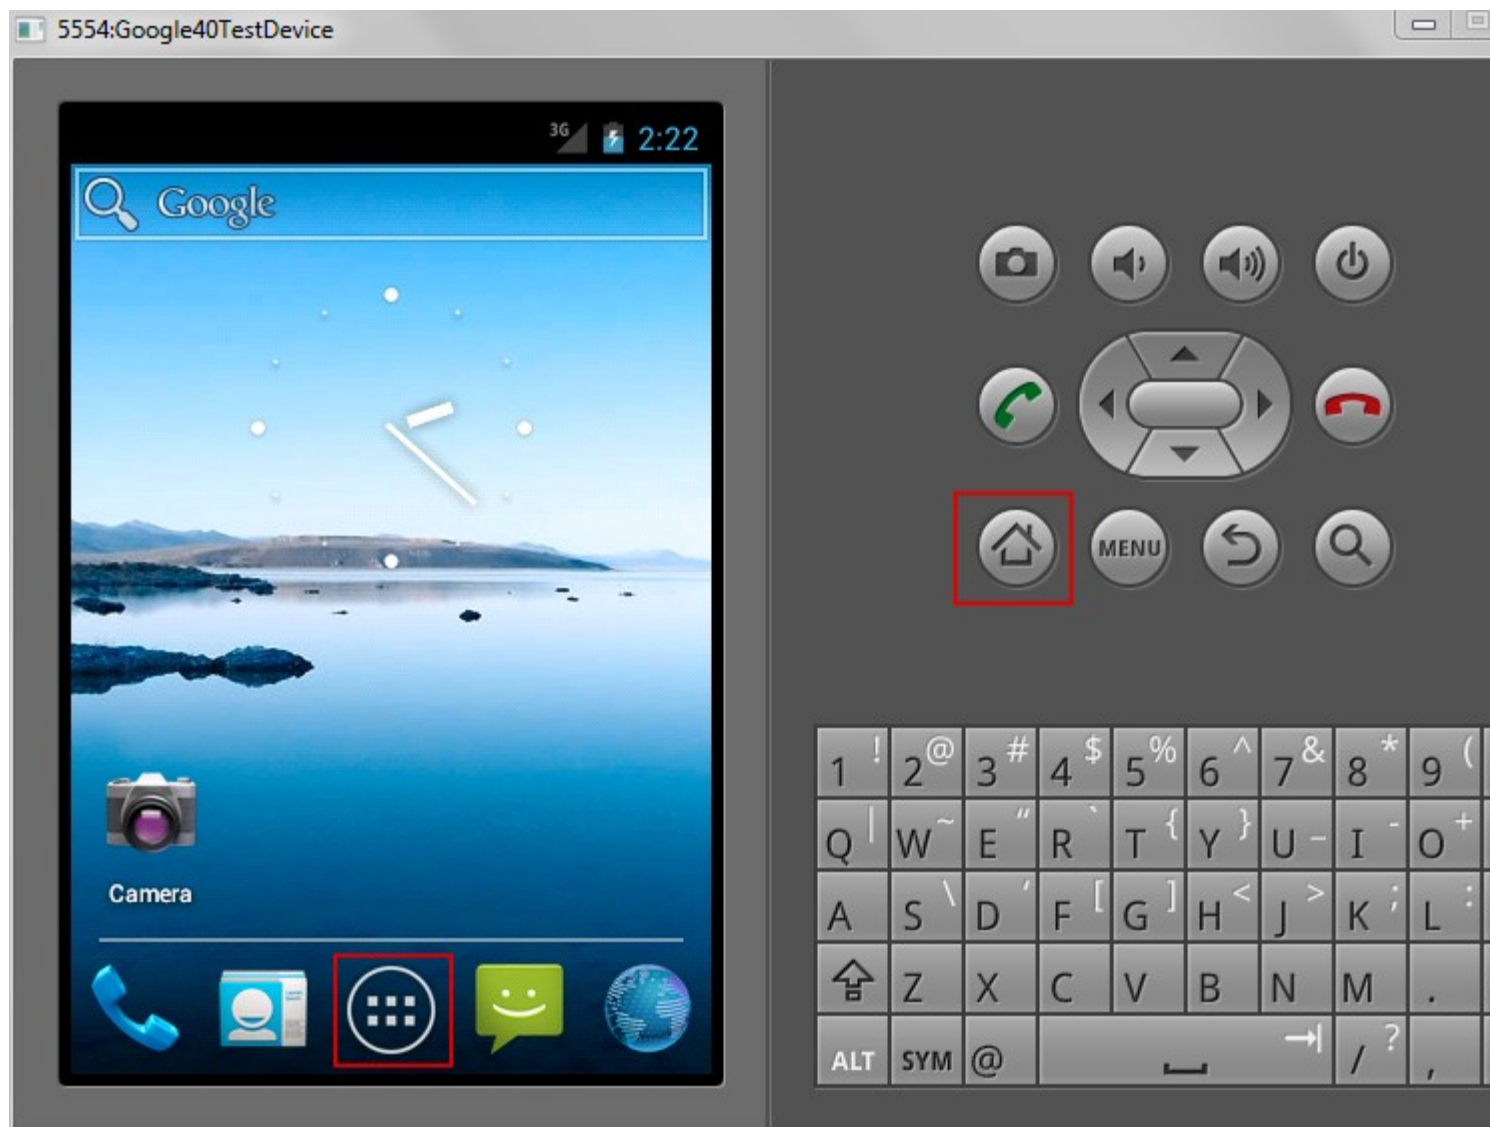 5554:Google40TestDevice
3G 2:22
Google
MENU
Camera
1 ! 2 @ 3 # 4 $ 5 % 6 ^ 7 & 8 * 9 (
Q | W ~ E " R ` T { Y } U _ I - O +
A S \ D ' F [ G ] H < J > K ; L :
Z X C V B N M .
ALT SYM @ / ? ,